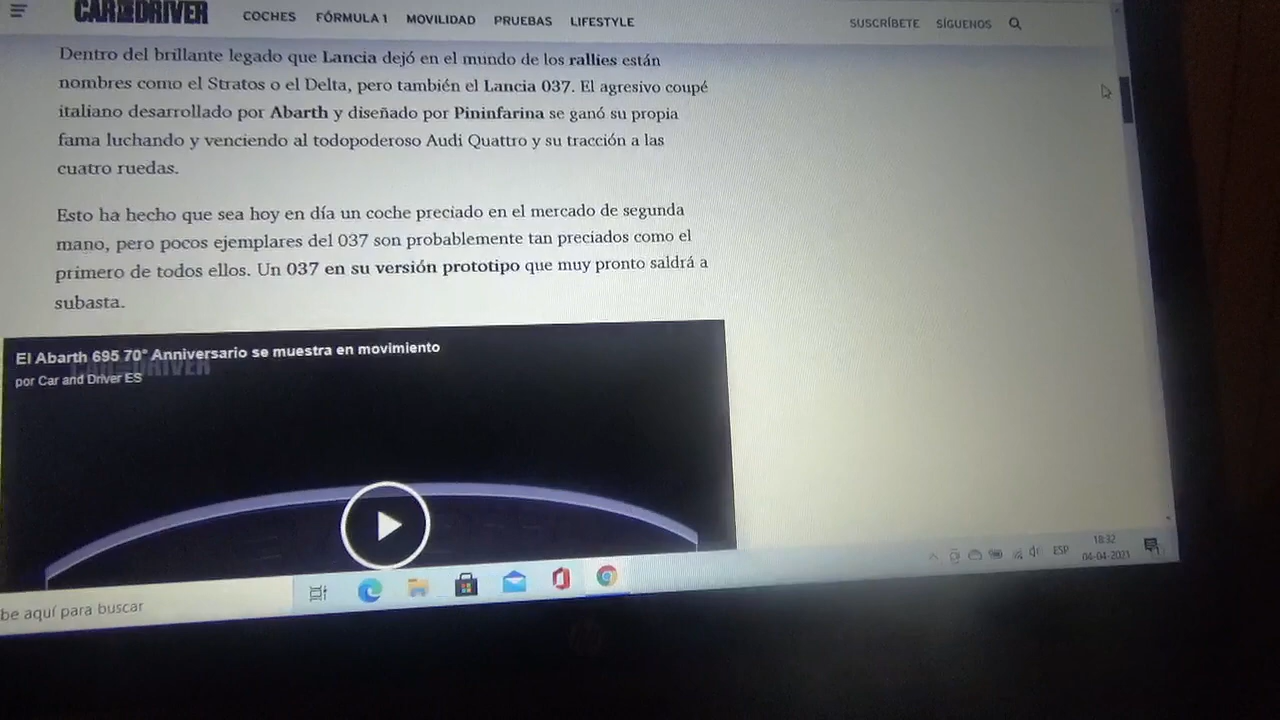 CAR AND DRIVER
COCHES FÓRMULA 1 MOVILIDAD PRUEBAS LIFESTYLE SUSCRÍBETE SÍGUENOS
Dentro del brillante legado que Lancia dejó en el mundo de los rallies están
nombres como el Stratos o el Delta, pero también el Lancia 037. El agresivo coupé
italiano desarrollado por Abarth y diseñado por Pininfarina se ganó su propia
fama luchando y venciendo al todopoderoso Audi Quattro y su tracción a las
cuatro ruedas.
Esto ha hecho que sea hoy en día un coche preciado en el mercado de segunda
mano, pero pocos ejemplares del 037 son probablemente tan preciados como el
primero de todos ellos. Un 037 en su versión prototipo que muy pronto saldrá a
subasta.
El Abarth 695 70° Anniversario se muestra en movimiento
por Car and Driver ES
CAR AND DRIVER
be aquí para buscar
ESP
18:32
04-04-2021